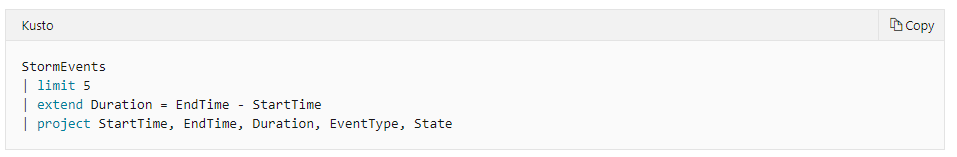 Kusto Copy
StormEvents
| limit 5
| extend Duration = EndTime - StartTime
| project StartTime, EndTime, Duration, EventType, State